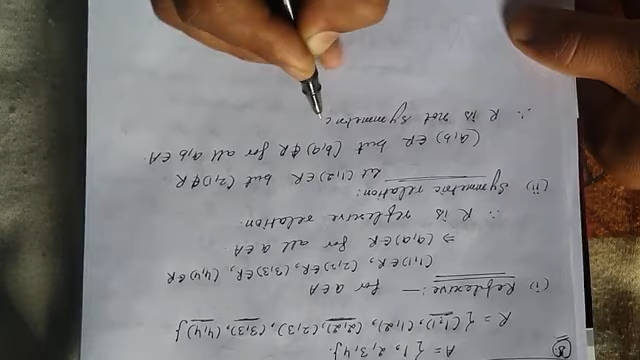 8)
A = {1, 2, 3, 4}.
R = {(1,1), (1,2), (2,2), (2,3), (3,3), (4,4)}
(i) Reflexive :— for a∈A
(1,1)∈R, (2,2)∈R, (3,3)∈R, (4,4)∈R
⇒ (a,a)∈R for all a∈A.
∴ R is reflexive relation.
(ii) Symmetric relation:
Let (1,2)∈R but (2,1)∉R
(a,b)∈R but (b,a)∉R for all a,b∈A.
∴ R is not symmetric